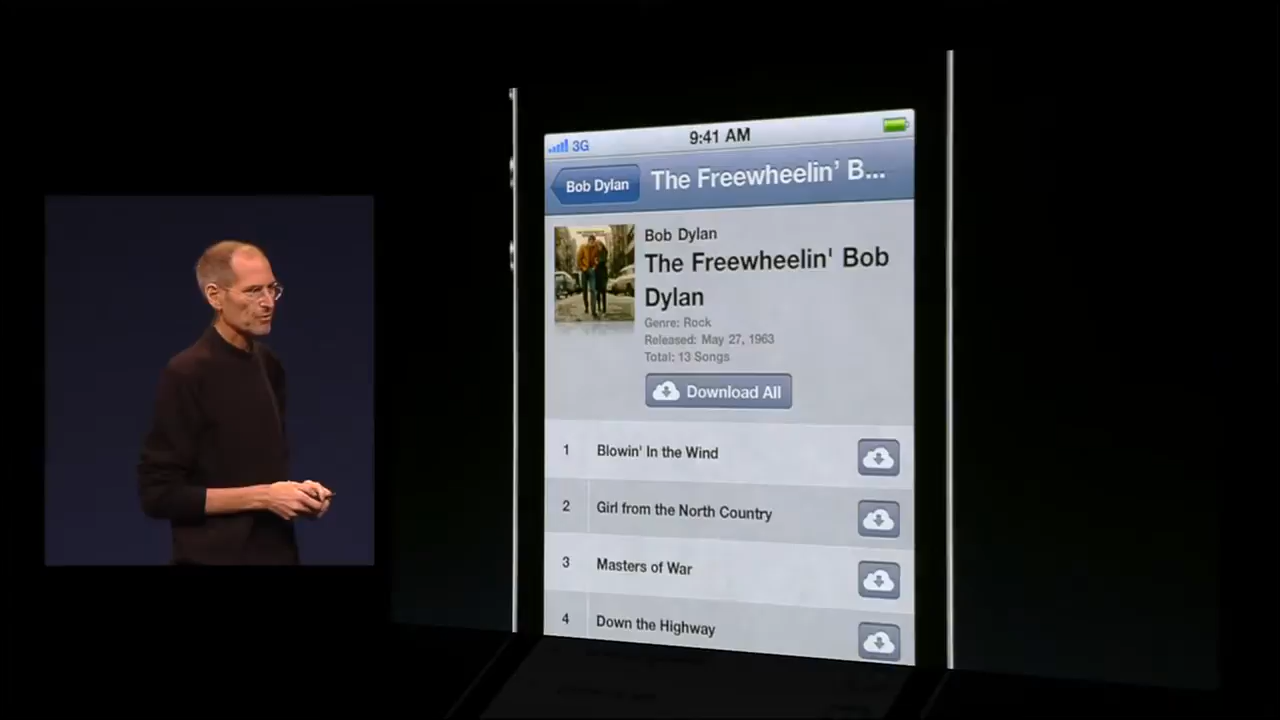 3G
9:41 AM
Bob Dylan
The Freewheelin' B...
Bob Dylan
The Freewheelin' Bob
Dylan
Genre: Rock
Released: May 27, 1963
Total: 13 Songs
Download All
1 Blowin' In the Wind
2 Girl from the North Country
3 Masters of War
4 Down the Highway